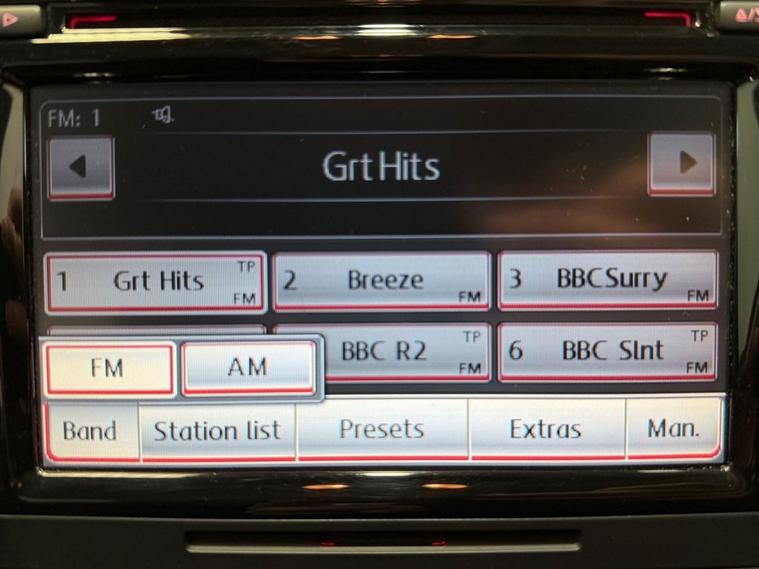 FM: 1
Grt Hits
1 Grt Hits TP FM
2 Breeze FM
3 BBCSurry FM
BBC R2 TP FM
6 BBC Slnt TP FM
FM AM
Band Station list Presets Extras Man.